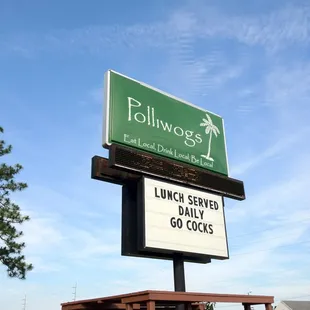 Polliwogs
Eat Local, Drink Local, Be Local
LUNCH SERVED
DAILY
GO COCKS